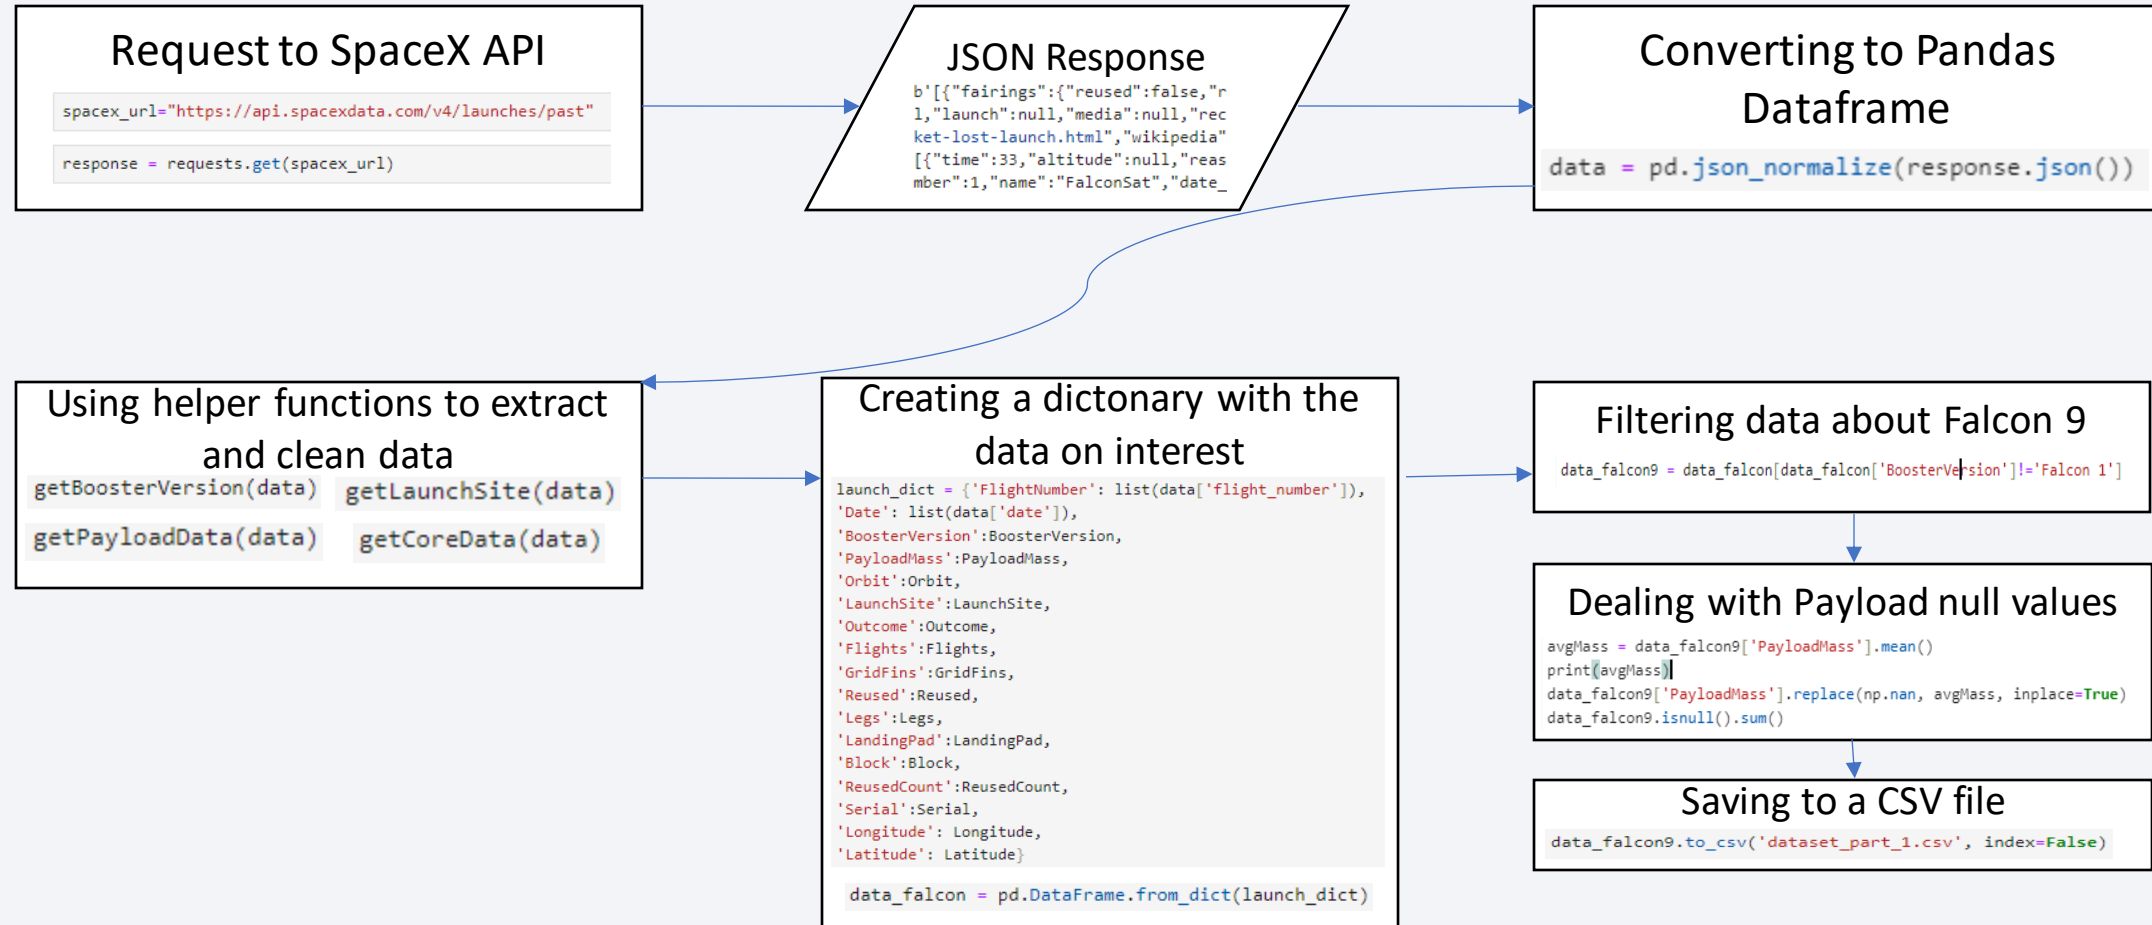 Request to SpaceX API
spacex_url="https://api.spacexdata.com/v4/launches/past"
response = requests.get(spacex_url)
JSON Response
b'[{"fairings":{"reused":false,"r
l,"launch":null,"media":null,"rec
ket-lost-launch.html","wikipedia"
[{"time":33,"altitude":null,"reas
mber":1,"name":"FalconSat","date_
Converting to Pandas
Dataframe
data = pd.json_normalize(response.json())
Using helper functions to extract
and clean data
getBoosterVersion(data) getLaunchSite(data)
getPayloadData(data) getCoreData(data)
Creating a dictonary with the
data on interest
launch_dict = {'FlightNumber': list(data['flight_number']),
'Date': list(data['date']),
'BoosterVersion':BoosterVersion,
'PayloadMass':PayloadMass,
'Orbit':Orbit,
'LaunchSite':LaunchSite,
'Outcome':Outcome,
'Flights':Flights,
'GridFins':GridFins,
'Reused':Reused,
'Legs':Legs,
'LandingPad':LandingPad,
'Block':Block,
'ReusedCount':ReusedCount,
'Serial':Serial,
'Longitude': Longitude,
'Latitude': Latitude}
data_falcon = pd.DataFrame.from_dict(launch_dict)
Filtering data about Falcon 9
data_falcon9 = data_falcon[data_falcon['BoosterVersion']!='Falcon 1']
Dealing with Payload null values
avgMass = data_falcon9['PayloadMass'].mean()
print(avgMass)
data_falcon9['PayloadMass'].replace(np.nan, avgMass, inplace=True)
data_falcon9.isnull().sum()
Saving to a CSV file
data_falcon9.to_csv('dataset_part_1.csv', index=False)